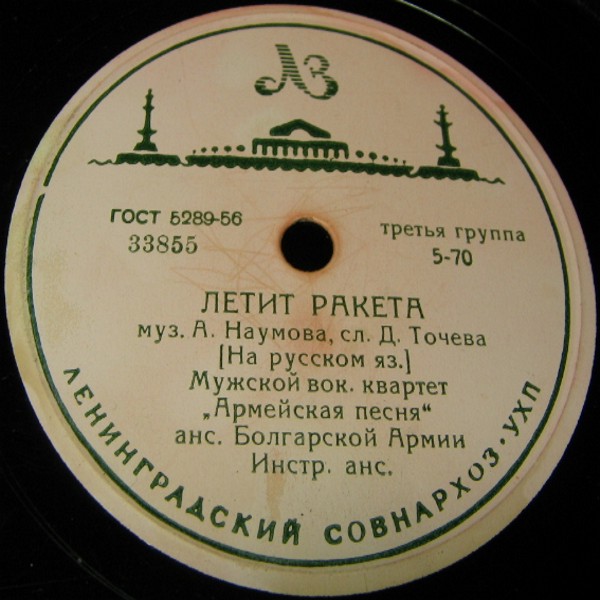 ЛЗ
ГОСТ 5289-56
33855
третья группа
5-70
ЛЕТИТ РАКЕТА
муз. А. Наумова, сл. Д. Точева
[На русском яз.]
Мужской вок. квартет
„Армейская песня“
анс. Болгарской Армии
Инстр. анс.
ЛЕНИНГРАДСКИЙ СОВНАРХОЗ · УХП